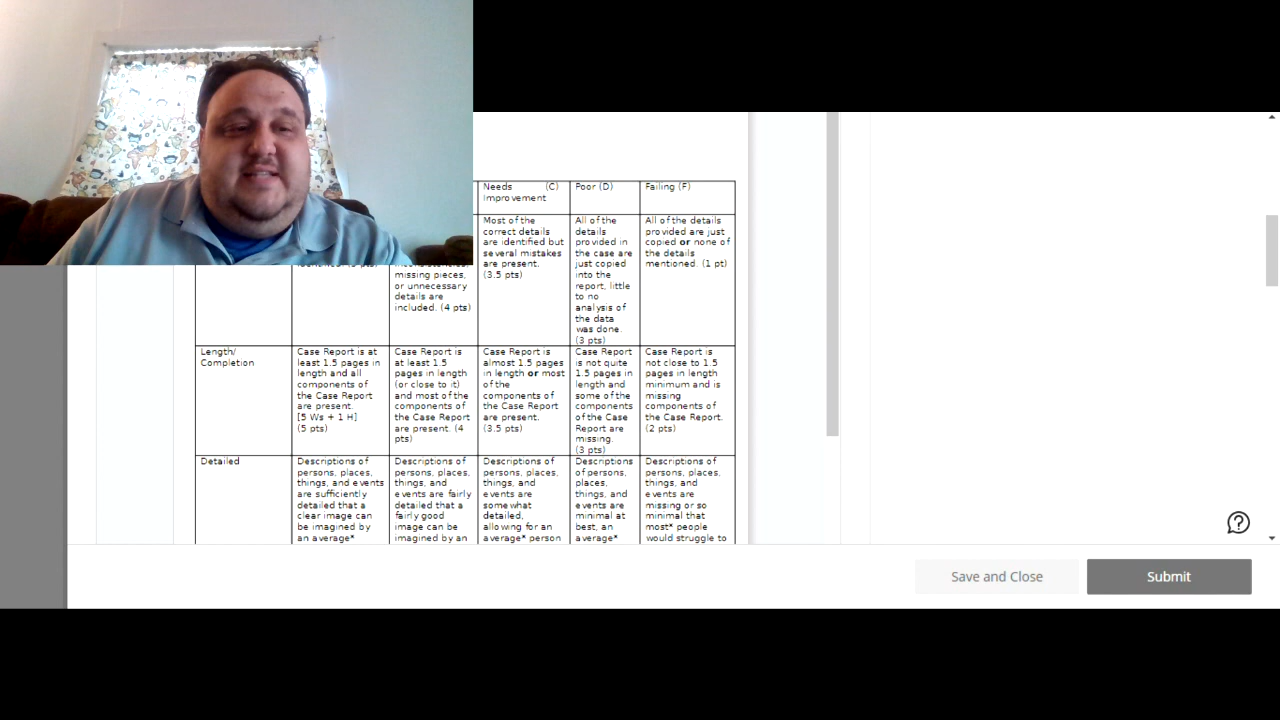 Needs (C)
Improvement
Poor (D)
Failing (F)
missing pieces,
or unnecessary
details are
included. (4 pts)
Most of the
correct details
are identified but
several mistakes
are present.
(3.5 pts)
All of the
details
provided in
the case are
just copied
into the
report, little
to no
analysis of
the data
was done.
(3 pts)
All of the details
provided are just
copied or none of
the details
mentioned. (1 pt)
Length/
Completion
Case Report is at
least 1.5 pages in
length and all
components of
the Case Report
are present.
[5 Ws + 1 H]
(5 pts)
Case Report is
at least 1.5
pages in length
(or close to it)
and most of the
components of
the Case Report
are present. (4
pts)
Case Report is
almost 1.5 pages
in length or most
of the
components of
the Case Report
are present.
(3.5 pts)
Case Report
is not quite
1.5 pages in
length and
some of the
components
of the Case
Report are
missing.
(3 pts)
Case Report is
not close to 1.5
pages in length
minimum and is
missing
components of
the Case Report.
(2 pts)
Detailed
Descriptions of
persons, places,
things, and events
are sufficiently
detailed that a
clear image can
be imagined by
an average*
Descriptions of
persons, places,
things, and
events are fairly
detailed that a
fairly good
image can be
imagined by an
Descriptions of
persons, places,
things, and
events are
somewhat
detailed,
allowing for an
average* person
Descriptions
of persons,
places,
things, and
events are
minimal at
best, an
average*
Descriptions of
persons, places,
things, and
events are
missing or so
minimal that
most* people
would struggle to
Save and Close
Submit